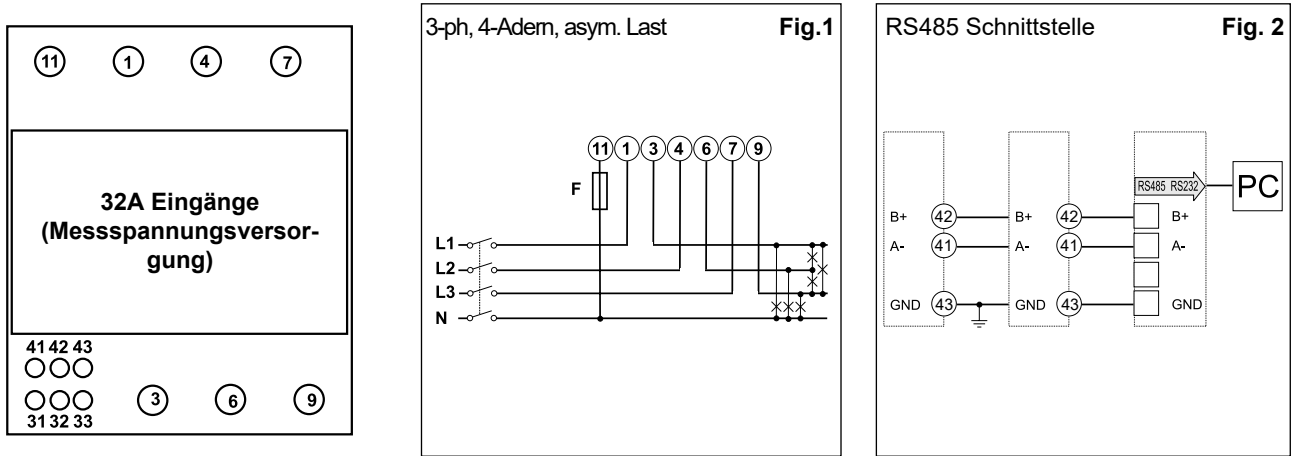 11 1 4 7
32A Eingänge
(Messspannungsversor-
gung)
41 42 43
31 32 33
3 6 9
3-ph, 4-Adern, asym. Last Fig.1
11 1 3 4 6 7 9
F
L1
L2
L3
N
RS485 Schnittstelle Fig. 2
RS485 RS232 PC
B+ 42 B+ 42 B+
A- 41 A- 41 A-
GND 43 GND 43 GND